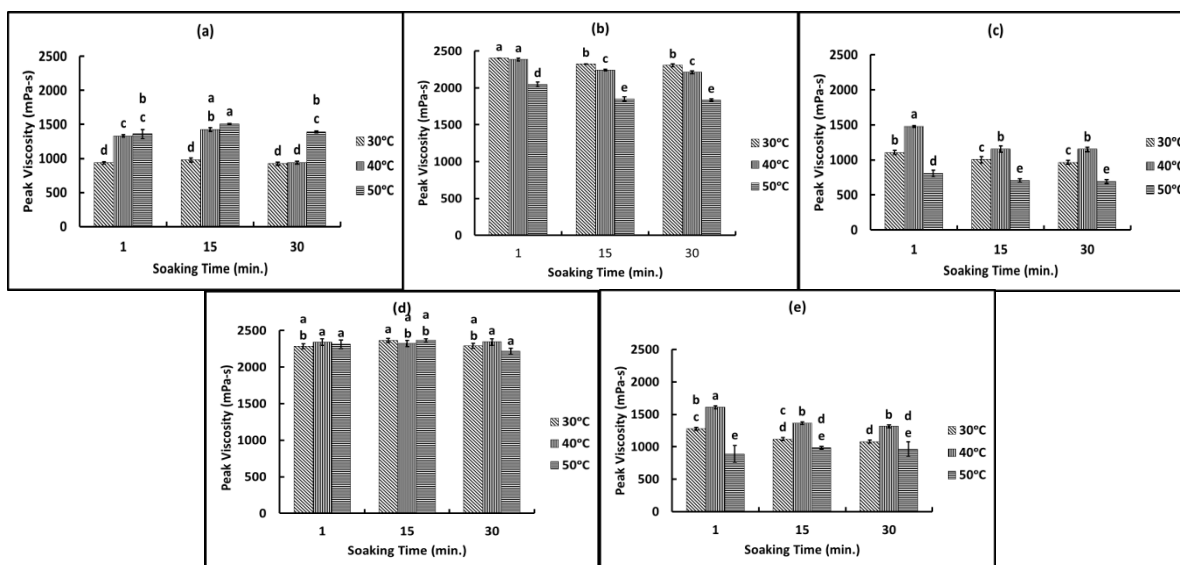 (a)
Peak Viscosity (mPa-s)
2500
2000
1500
1000
500
0
d
c
b
c
d
a
b
a
d
d
b
c
1
15
30
Soaking Time (min.)
30ºC
40ºC
50ºC
(b)
Peak Viscosity (mPa-s)
2500
2000
1500
1000
500
0
a
a
d
b
c
e
b
c
e
1
15
30
Soaking Time (min.)
30ºC
40ºC
50ºC
(c)
Peak Viscosity (mPa-s)
2500
2000
1500
1000
500
0
b
a
d
c
b
e
c
b
e
1
15
30
Soaking Time (min.)
30ºC
40ºC
50ºC
(d)
Peak Viscosity (mPa-s)
2500
2000
1500
1000
500
0
a
b
a
a
a
a
b
a
b
a
b
a
a
1
15
30
Soaking Time (min.)
30ºC
40ºC
50ºC
(e)
Peak Viscosity (mPa-s)
2500
2000
1500
1000
500
0
b
c
a
e
c
d
b
d
e
d
b
d
e
1
15
30
Soaking Time (min.)
30ºC
40ºC
50ºC